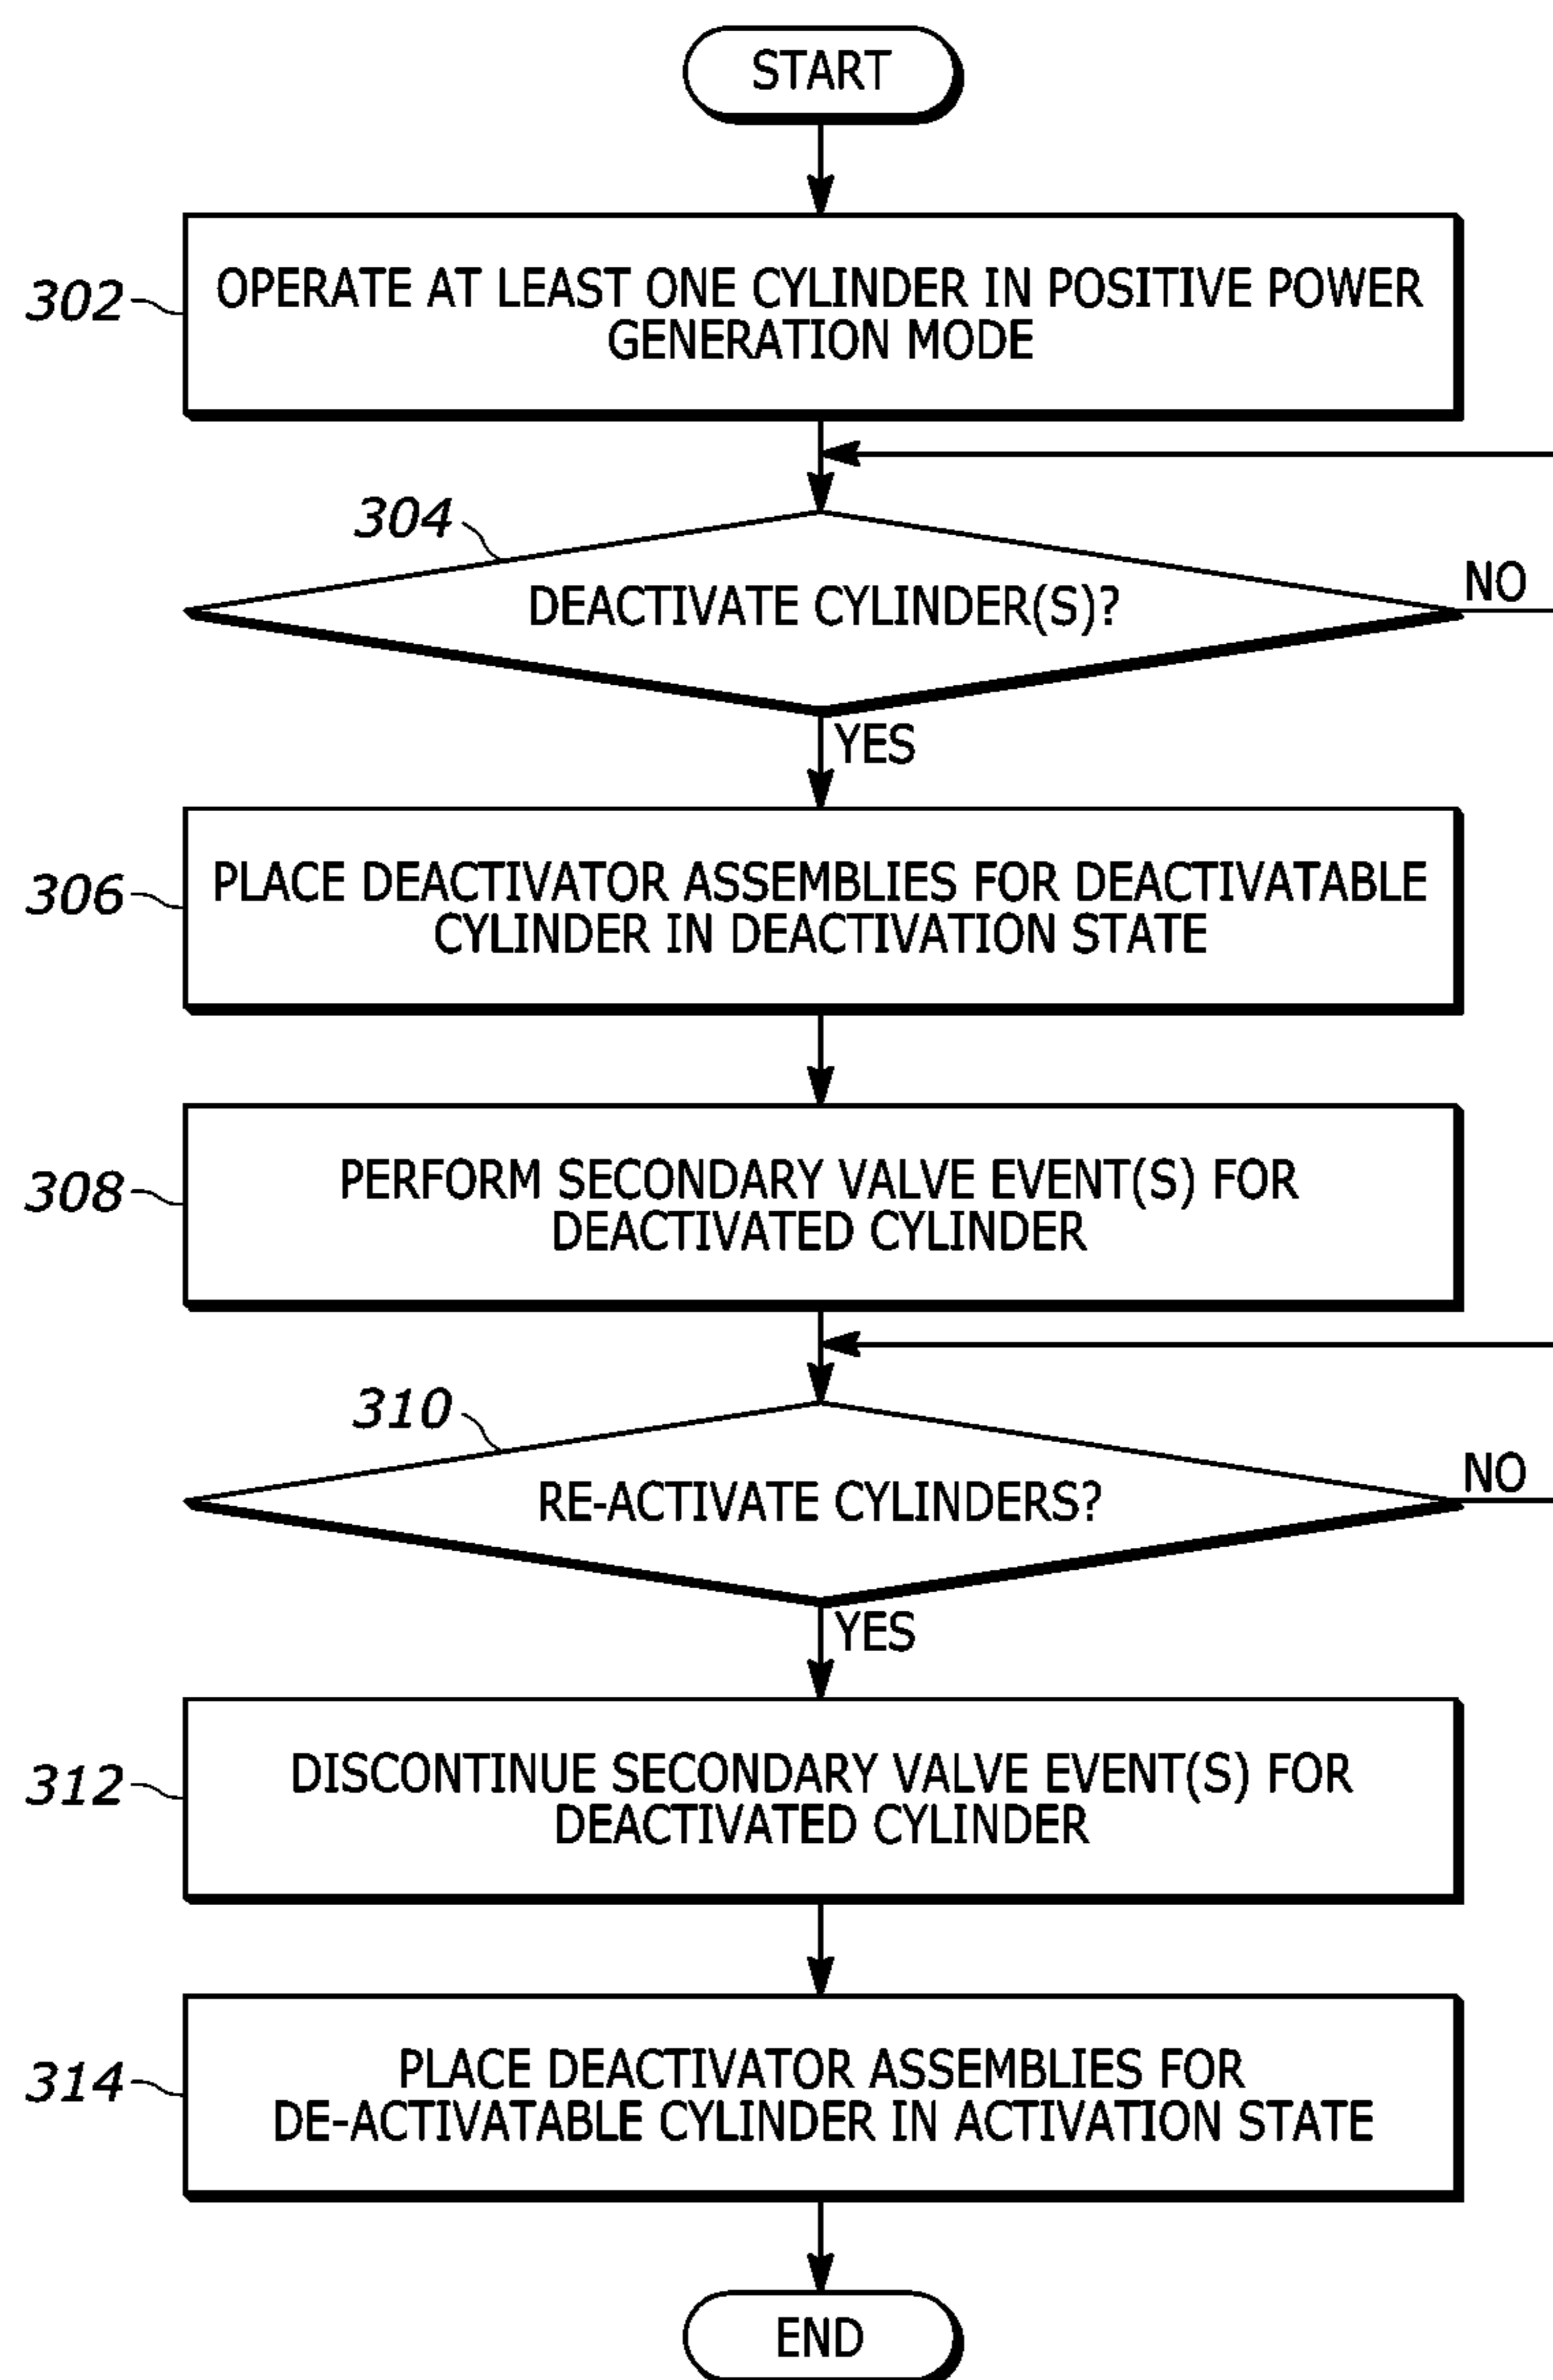 START
302
OPERATE AT LEAST ONE CYLINDER IN POSITIVE POWER
GENERATION MODE
304
DEACTIVATE CYLINDER(S)?
NO
YES
306
PLACE DEACTIVATOR ASSEMBLIES FOR DEACTIVATABLE
CYLINDER IN DEACTIVATION STATE
308
PERFORM SECONDARY VALVE EVENT(S) FOR
DEACTIVATED CYLINDER
310
RE-ACTIVATE CYLINDERS?
NO
YES
312
DISCONTINUE SECONDARY VALVE EVENT(S) FOR
DEACTIVATED CYLINDER
314
PLACE DEACTIVATOR ASSEMBLIES FOR
DE-ACTIVATABLE CYLINDER IN ACTIVATION STATE
END